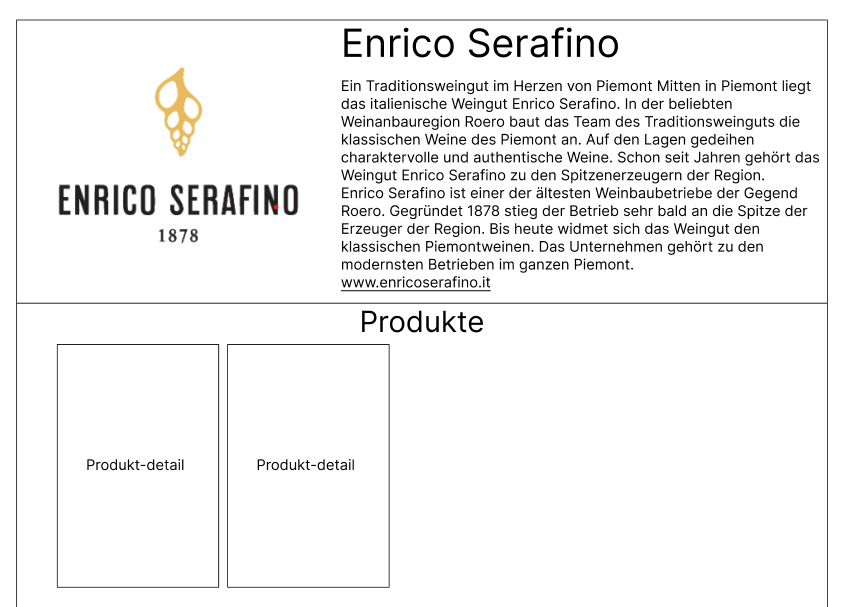 Enrico Serafino
Ein Traditionsweingut im Herzen von Piemont Mitten in Piemont liegt
das italienische Weingut Enrico Serafino. In der beliebten
Weinanbauregion Roero baut das Team des Traditionsweinguts die
klassischen Weine des Piemont an. Auf den Lagen gedeihen
charaktervolle und authentische Weine. Schon seit Jahren gehört das
Weingut Enrico Serafino zu den Spitzenerzeugern der Region.
Enrico Serafino ist einer der ältesten Weinbaubetriebe der Gegend
Roero. Gegründet 1878 stieg der Betrieb sehr bald an die Spitze der
Erzeuger der Region. Bis heute widmet sich das Weingut den
klassischen Piemontweinen. Das Unternehmen gehört zu den
modernsten Betrieben im ganzen Piemont.
www.enricoserafino.it
ENRICO SERAFINO
1878
Produkte
Produkt-detail
Produkt-detail